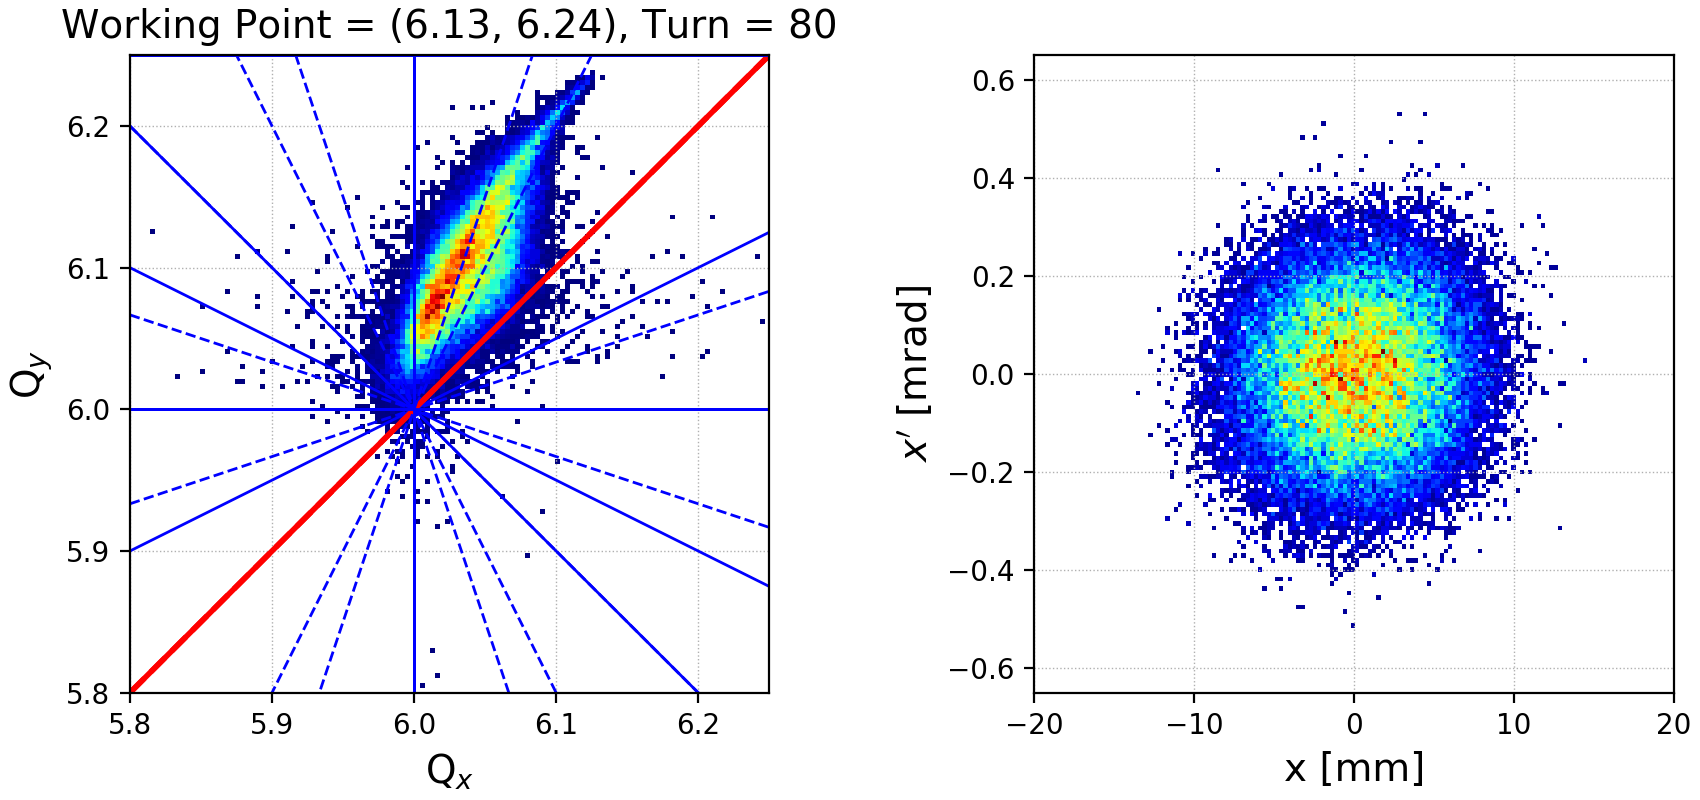 Working Point = (6.13, 6.24), Turn = 80
6.2
6.1
6.0
5.9
5.8
Qy
5.8 5.9 6.0 6.1 6.2
Qx
0.6
0.4
0.2
0.0
−0.2
−0.4
−0.6
x′ [mrad]
−20 −10 0 10 20
x [mm]